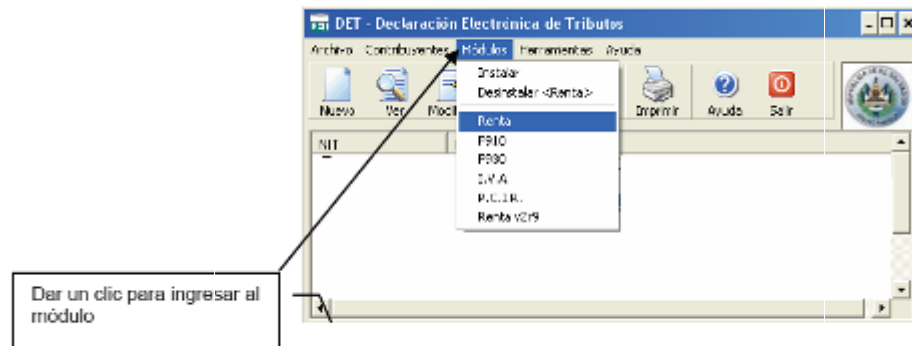 DET - Declaración Electrónica de Tributos
Archivo Contribuyentes Módulos Herramientas Ayuda
Instalar
Desinstalar <Renta>
Nuevo Ver Imprimir Ayuda Salir
Renta
NIT
F910
F930
I.V.A
Renta v2r9
Dar un clic para ingresar al
módulo